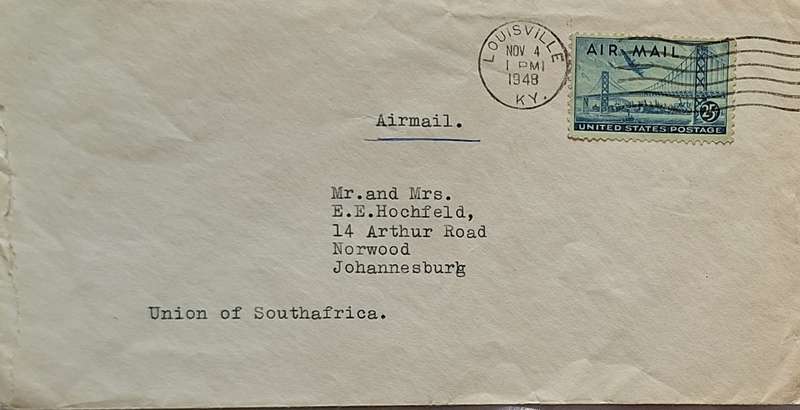 LOUISVILLE
NOV 4
1 PM
1948
KY.
AIR MAIL
25
UNITED STATES POSTAGE
Airmail.
Mr.and Mrs.
E.E.Hochfeld,
14 Arthur Road
Norwood
Johannesburg
Union of Southafrica.